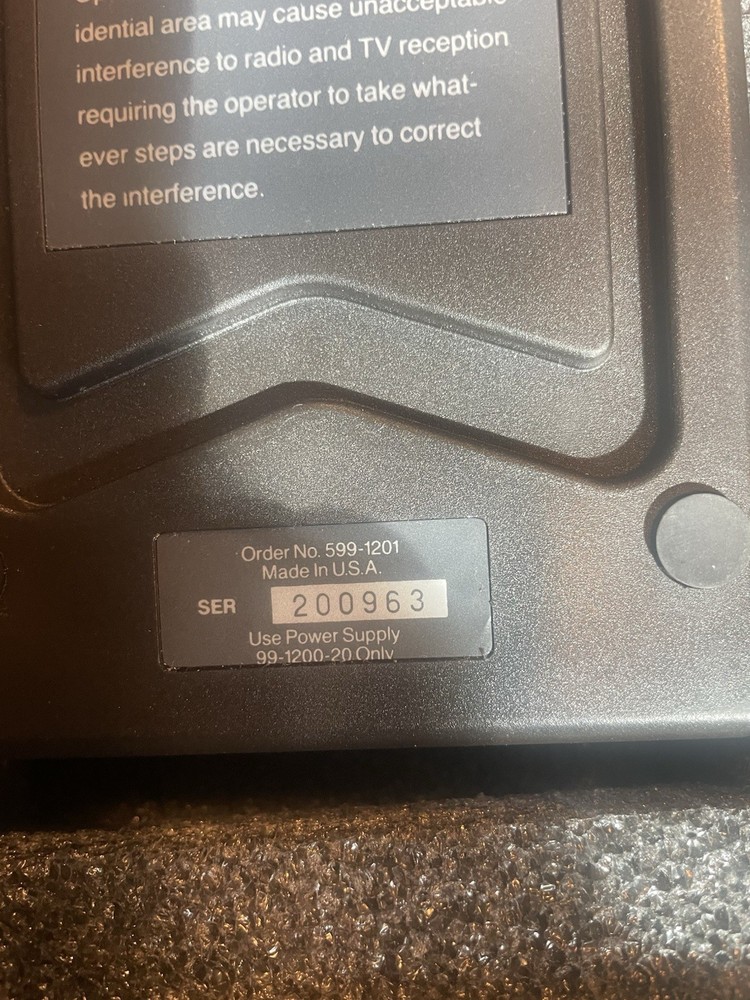 idential area may cause unacceptable
interference to radio and TV reception
requiring the operator to take what-
ever steps are necessary to correct
the interference.
Order No. 599-1201
Made In U.S.A.
SER 200963
Use Power Supply
99-1200-20 Only